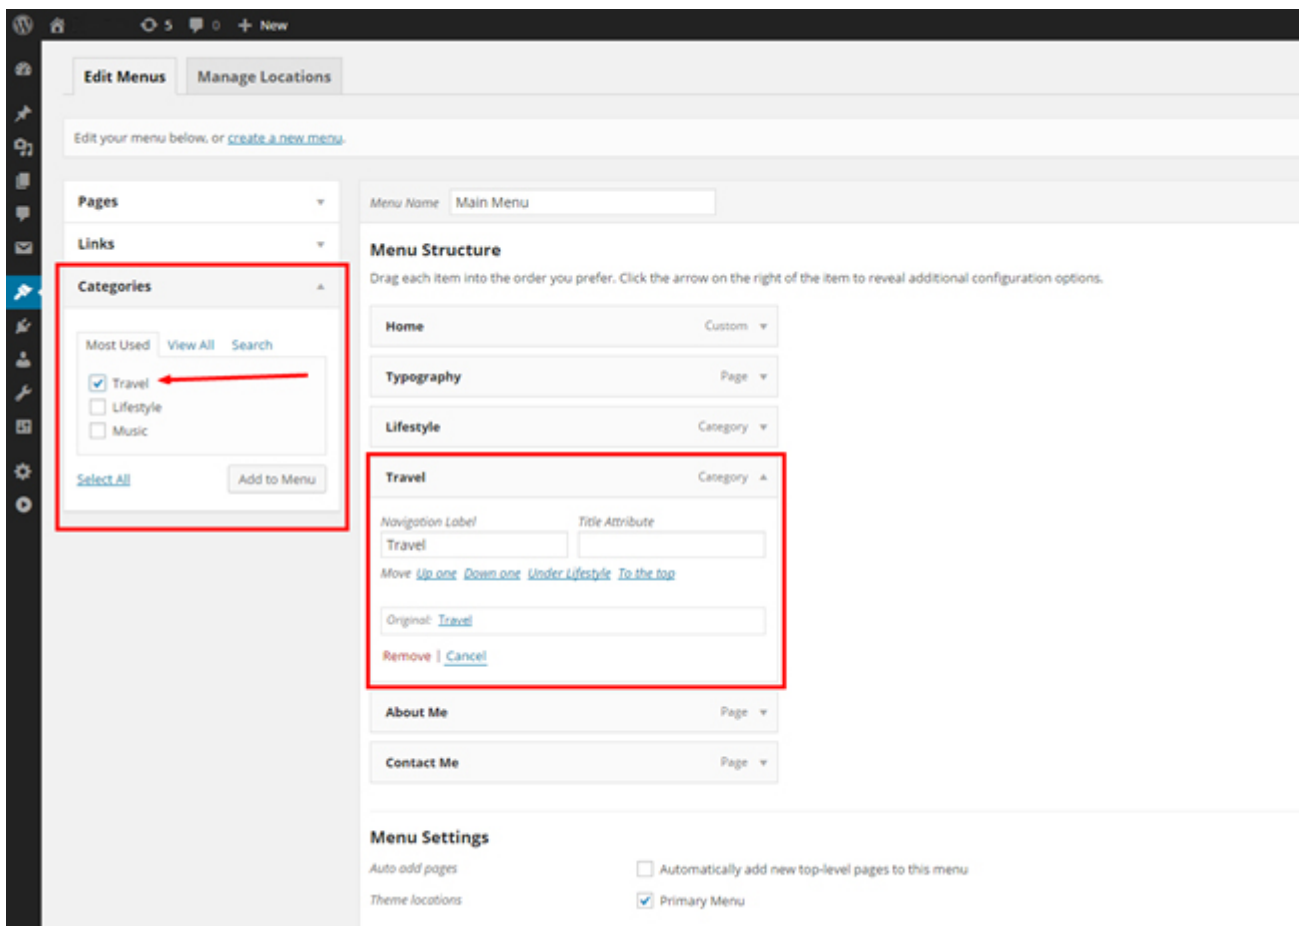 5 0 + New
Edit Menus Manage Locations
Edit your menu below, or create a new menu.
Pages
Links
Categories
Most Used View All Search
Travel
Lifestyle
Music
Select All Add to Menu
Menu Name Main Menu
Menu Structure
Drag each item into the order you prefer. Click the arrow on the right of the item to reveal additional configuration options.
Home Custom
Typography Page
Lifestyle Category
Travel Category
Navigation Label Title Attribute
Travel
Move Up one Down one Under Lifestyle To the top
Original: Travel
Remove | Cancel
About Me Page
Contact Me Page
Menu Settings
Auto add pages Automatically add new top-level pages to this menu
Theme locations Primary Menu